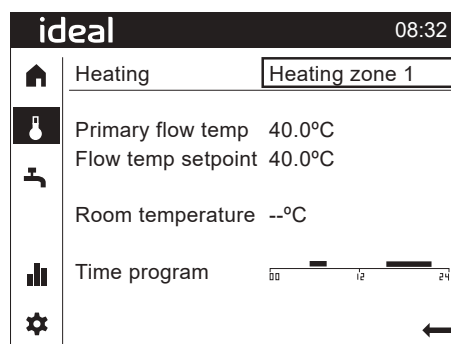 ideal 08:32
Heating Heating zone 1
Primary flow temp 40.0ºC
Flow temp setpoint 40.0ºC
Room temperature --ºC
Time program
00 12 24